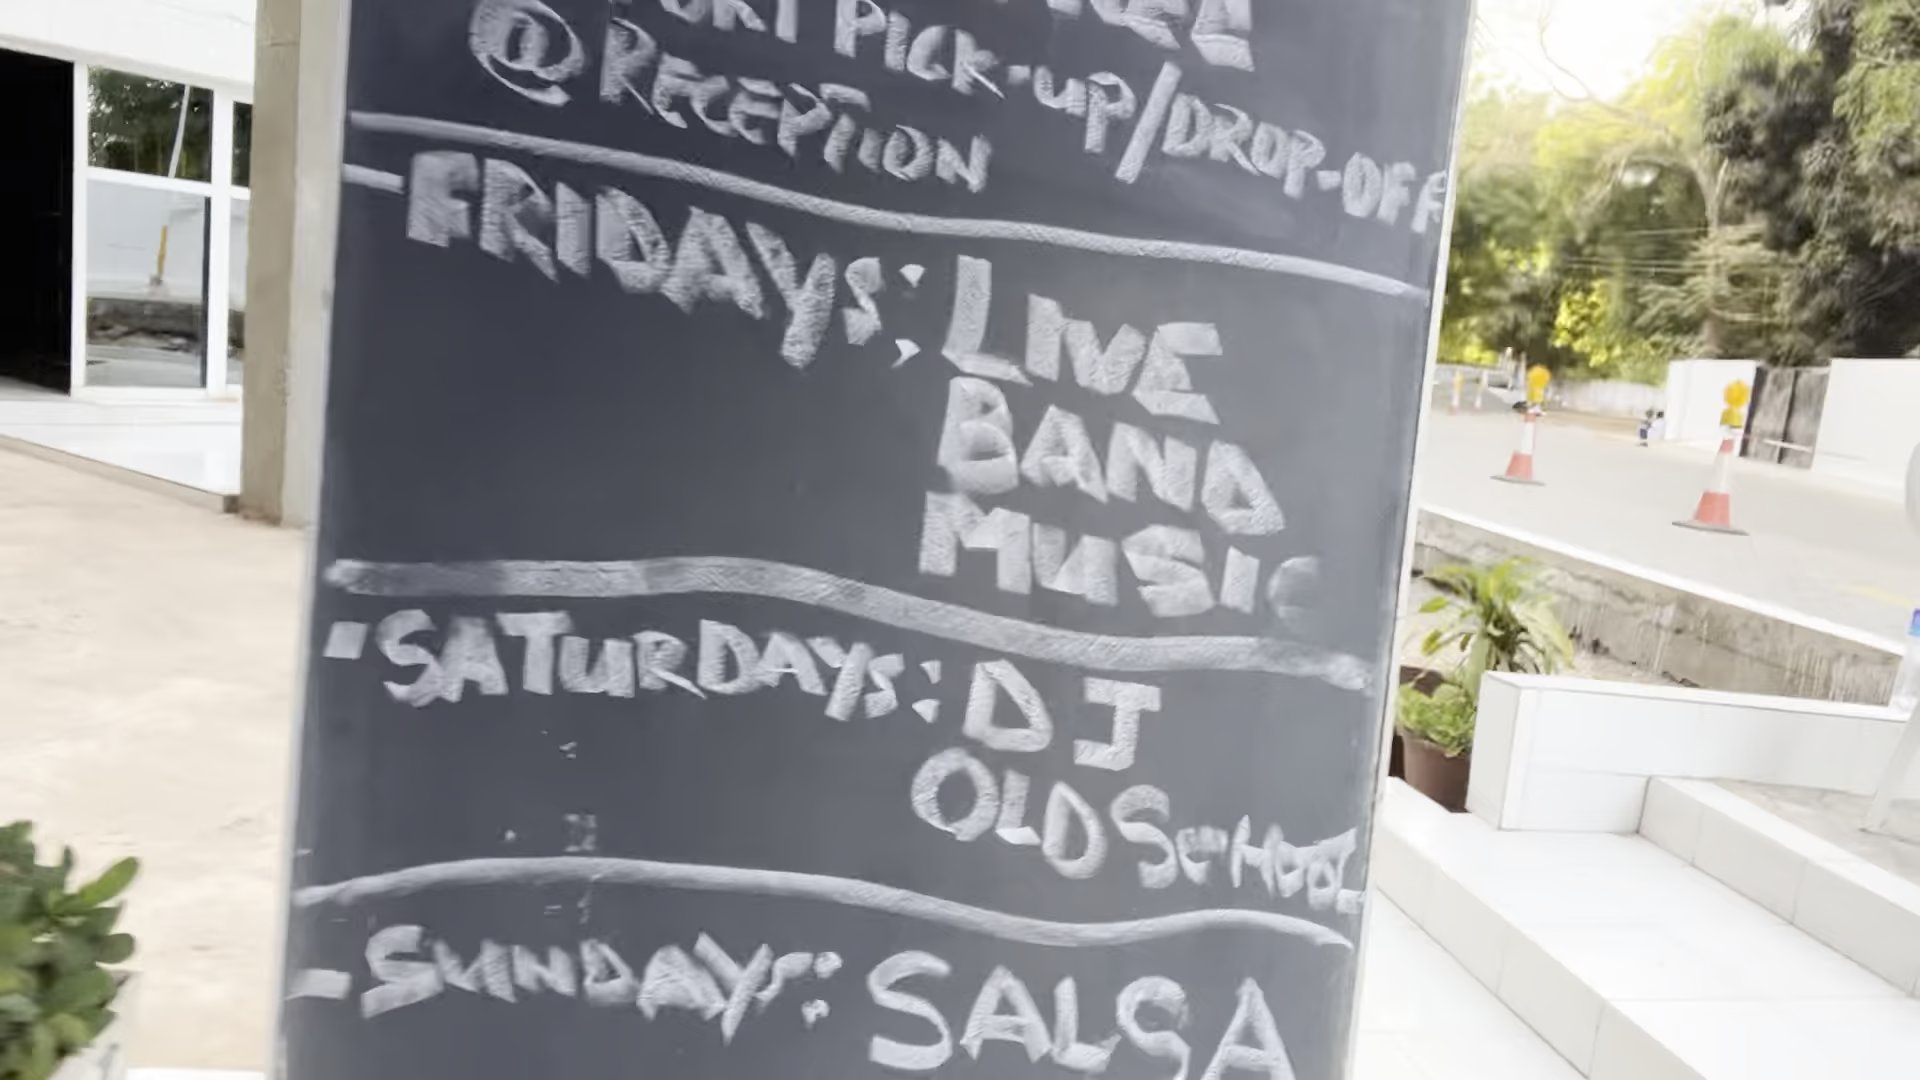 PICK-UP/DROP-OFF
@RECEPTION
- FRIDAYS: LIVE
BAND
MUSIC
- SATURDAYS: DJ
OLD SCHOOL
- SUNDAYS: SALSA